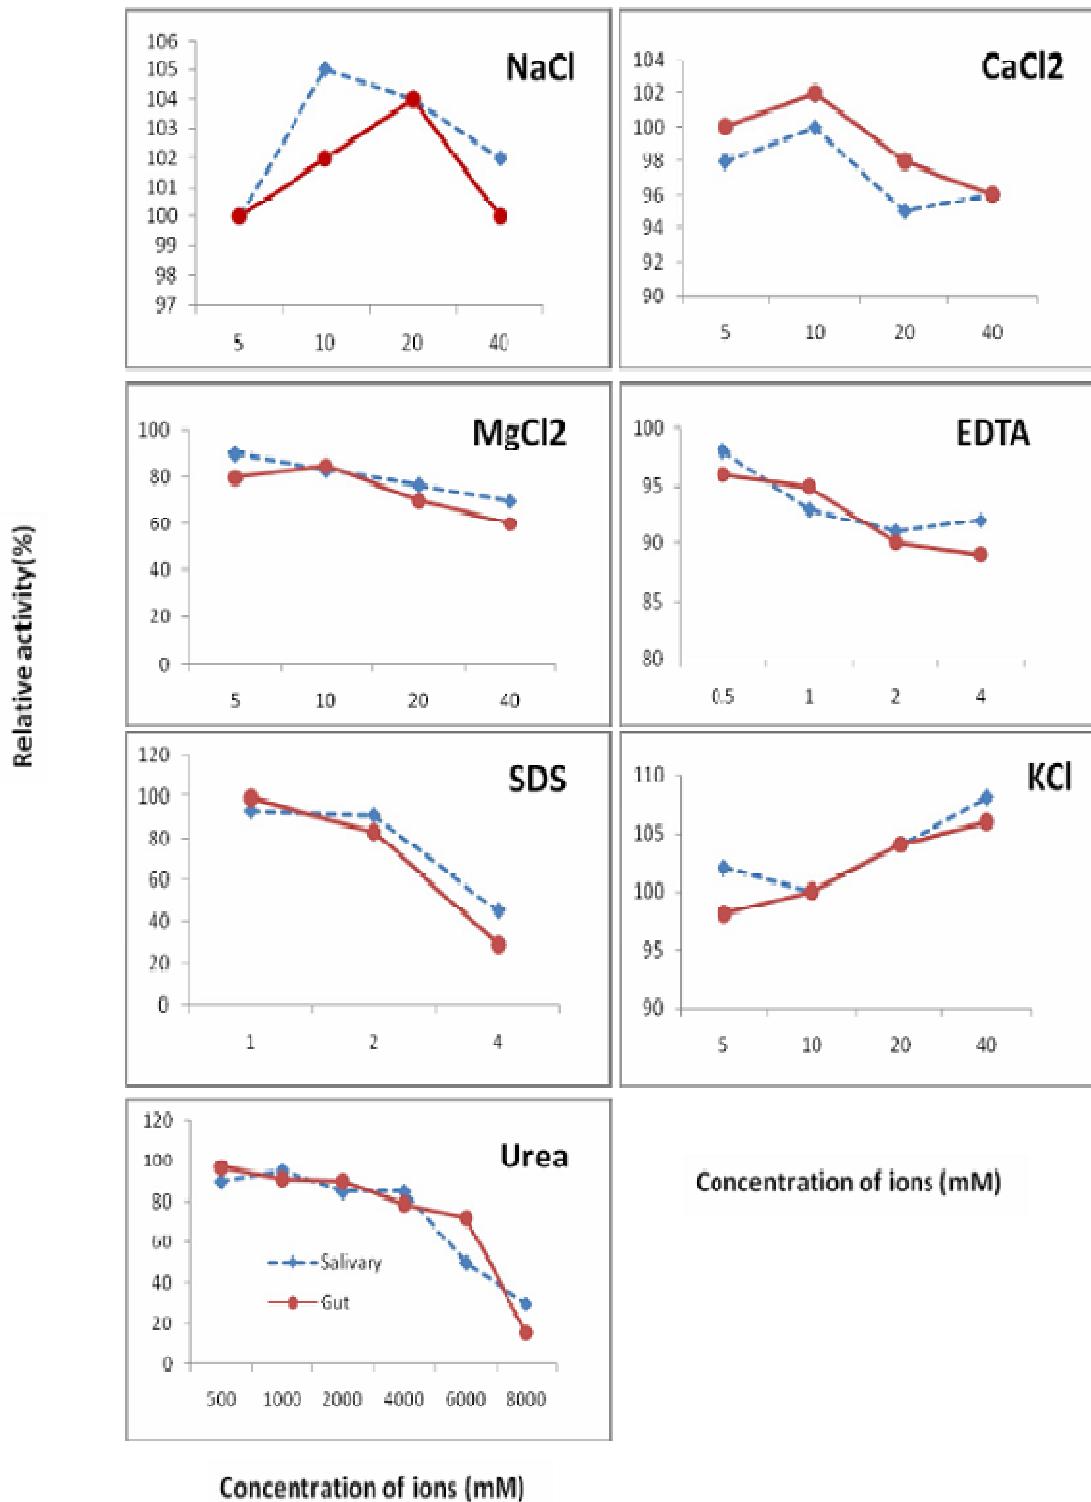 Relative activity(%)
NaCl
106
105
104
103
102
101
100
99
98
97
5 10 20 40
CaCl2
104
102
100
98
96
94
92
90
5 10 20 40
MgCl2
100
80
60
40
20
0
5 10 20 40
EDTA
100
95
90
85
80
0.5 1 2 4
SDS
120
100
80
60
40
20
0
1 2 4
KCl
110
105
100
95
90
5 10 20 40
Urea
120
100
80
60
40
20
0
Salivary
Gut
500 1000 2000 4000 6000 8000
Concentration of ions (mM)
Concentration of ions (mM)